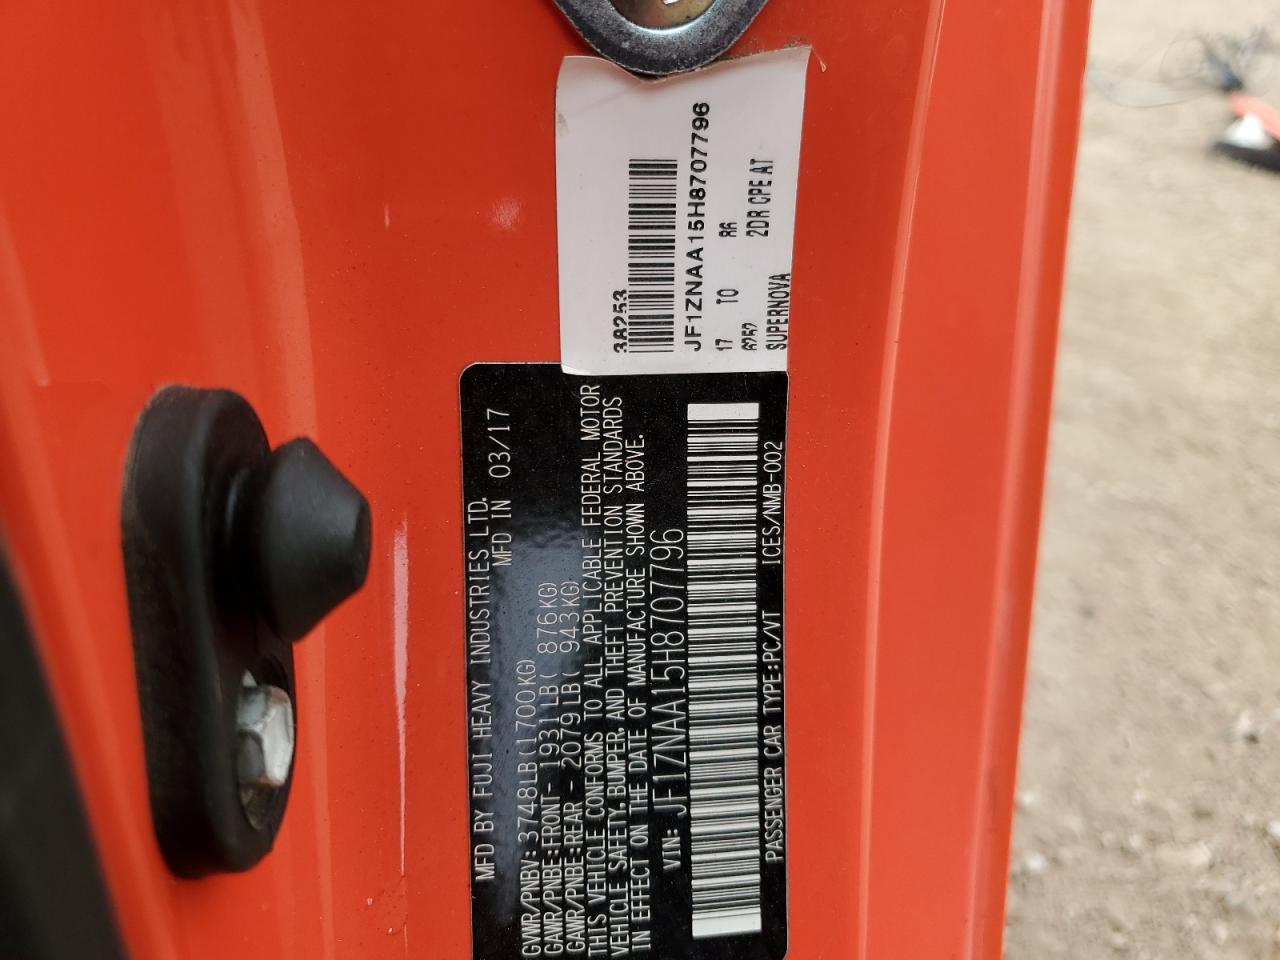 38253
JF1ZNAA15H8707796
17 TO 86
6252 2DR CPE AT
SUPERNOVA
MFD BY FUJI HEAVY INDUSTRIES LTD.
MFD IN 03/17
GVWR/PNBV:3748LB(1700KG)
GAWR/PNBE:FRONT- 1931LB( 876KG)
GAWR/PNBE:REAR - 2079LB( 943KG)
THIS VEHICLE CONFORMS TO ALL APPLICABLE FEDERAL MOTOR
VEHICLE SAFETY,BUMPER,AND THEFT PREVENTION STANDARDS
IN EFFECT ON THE DATE OF MANUFACTURE SHOWN ABOVE.
VIN: JF1ZNAA15H8707796
PASSENGER CAR TYPE:PC/VT ICES/NMB-002